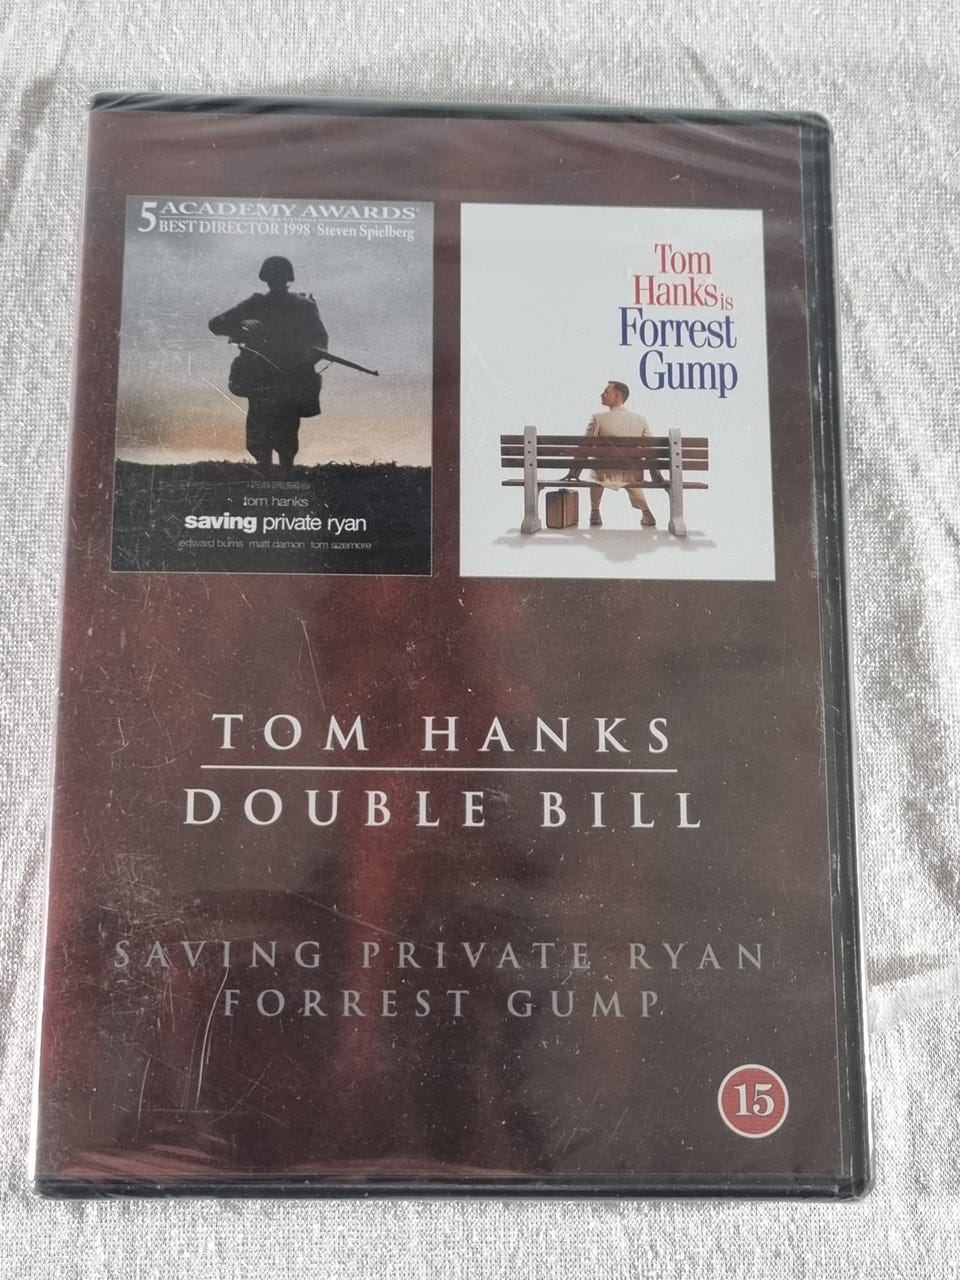 5 ACADEMY AWARDS
BEST DIRECTOR 1998 · Steven Spielberg
tom hanks
saving private ryan
edward burns matt damon tom sizemore
Tom
Hanks is
Forrest
Gump
TOM HANKS
DOUBLE BILL
SAVING PRIVATE RYAN
FORREST GUMP
15